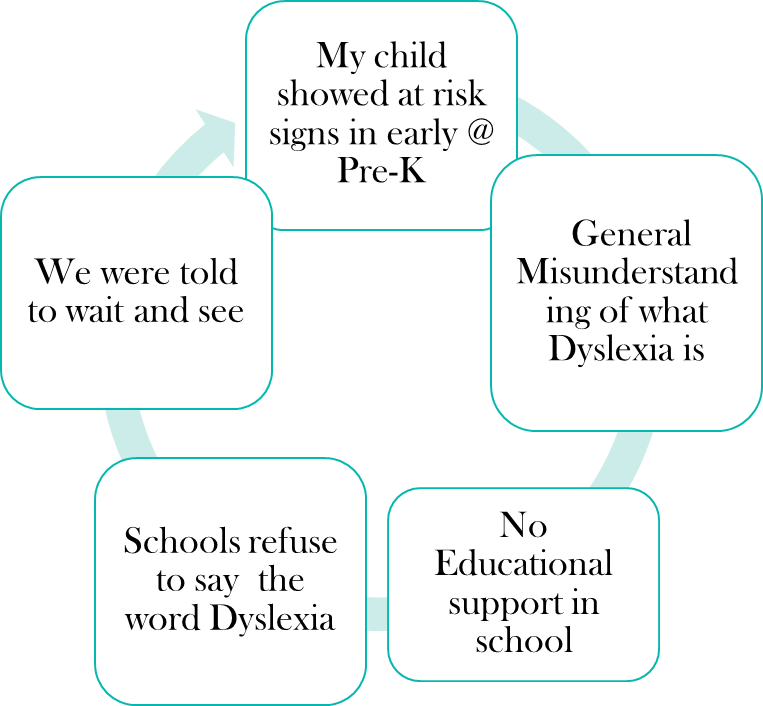 My child
showed at risk
signs in early @
Pre-K
General
Misunderstand
ing of what
Dyslexia is
No
Educational
support in
school
Schools refuse
to say  the
word Dyslexia
We were told
to wait and see